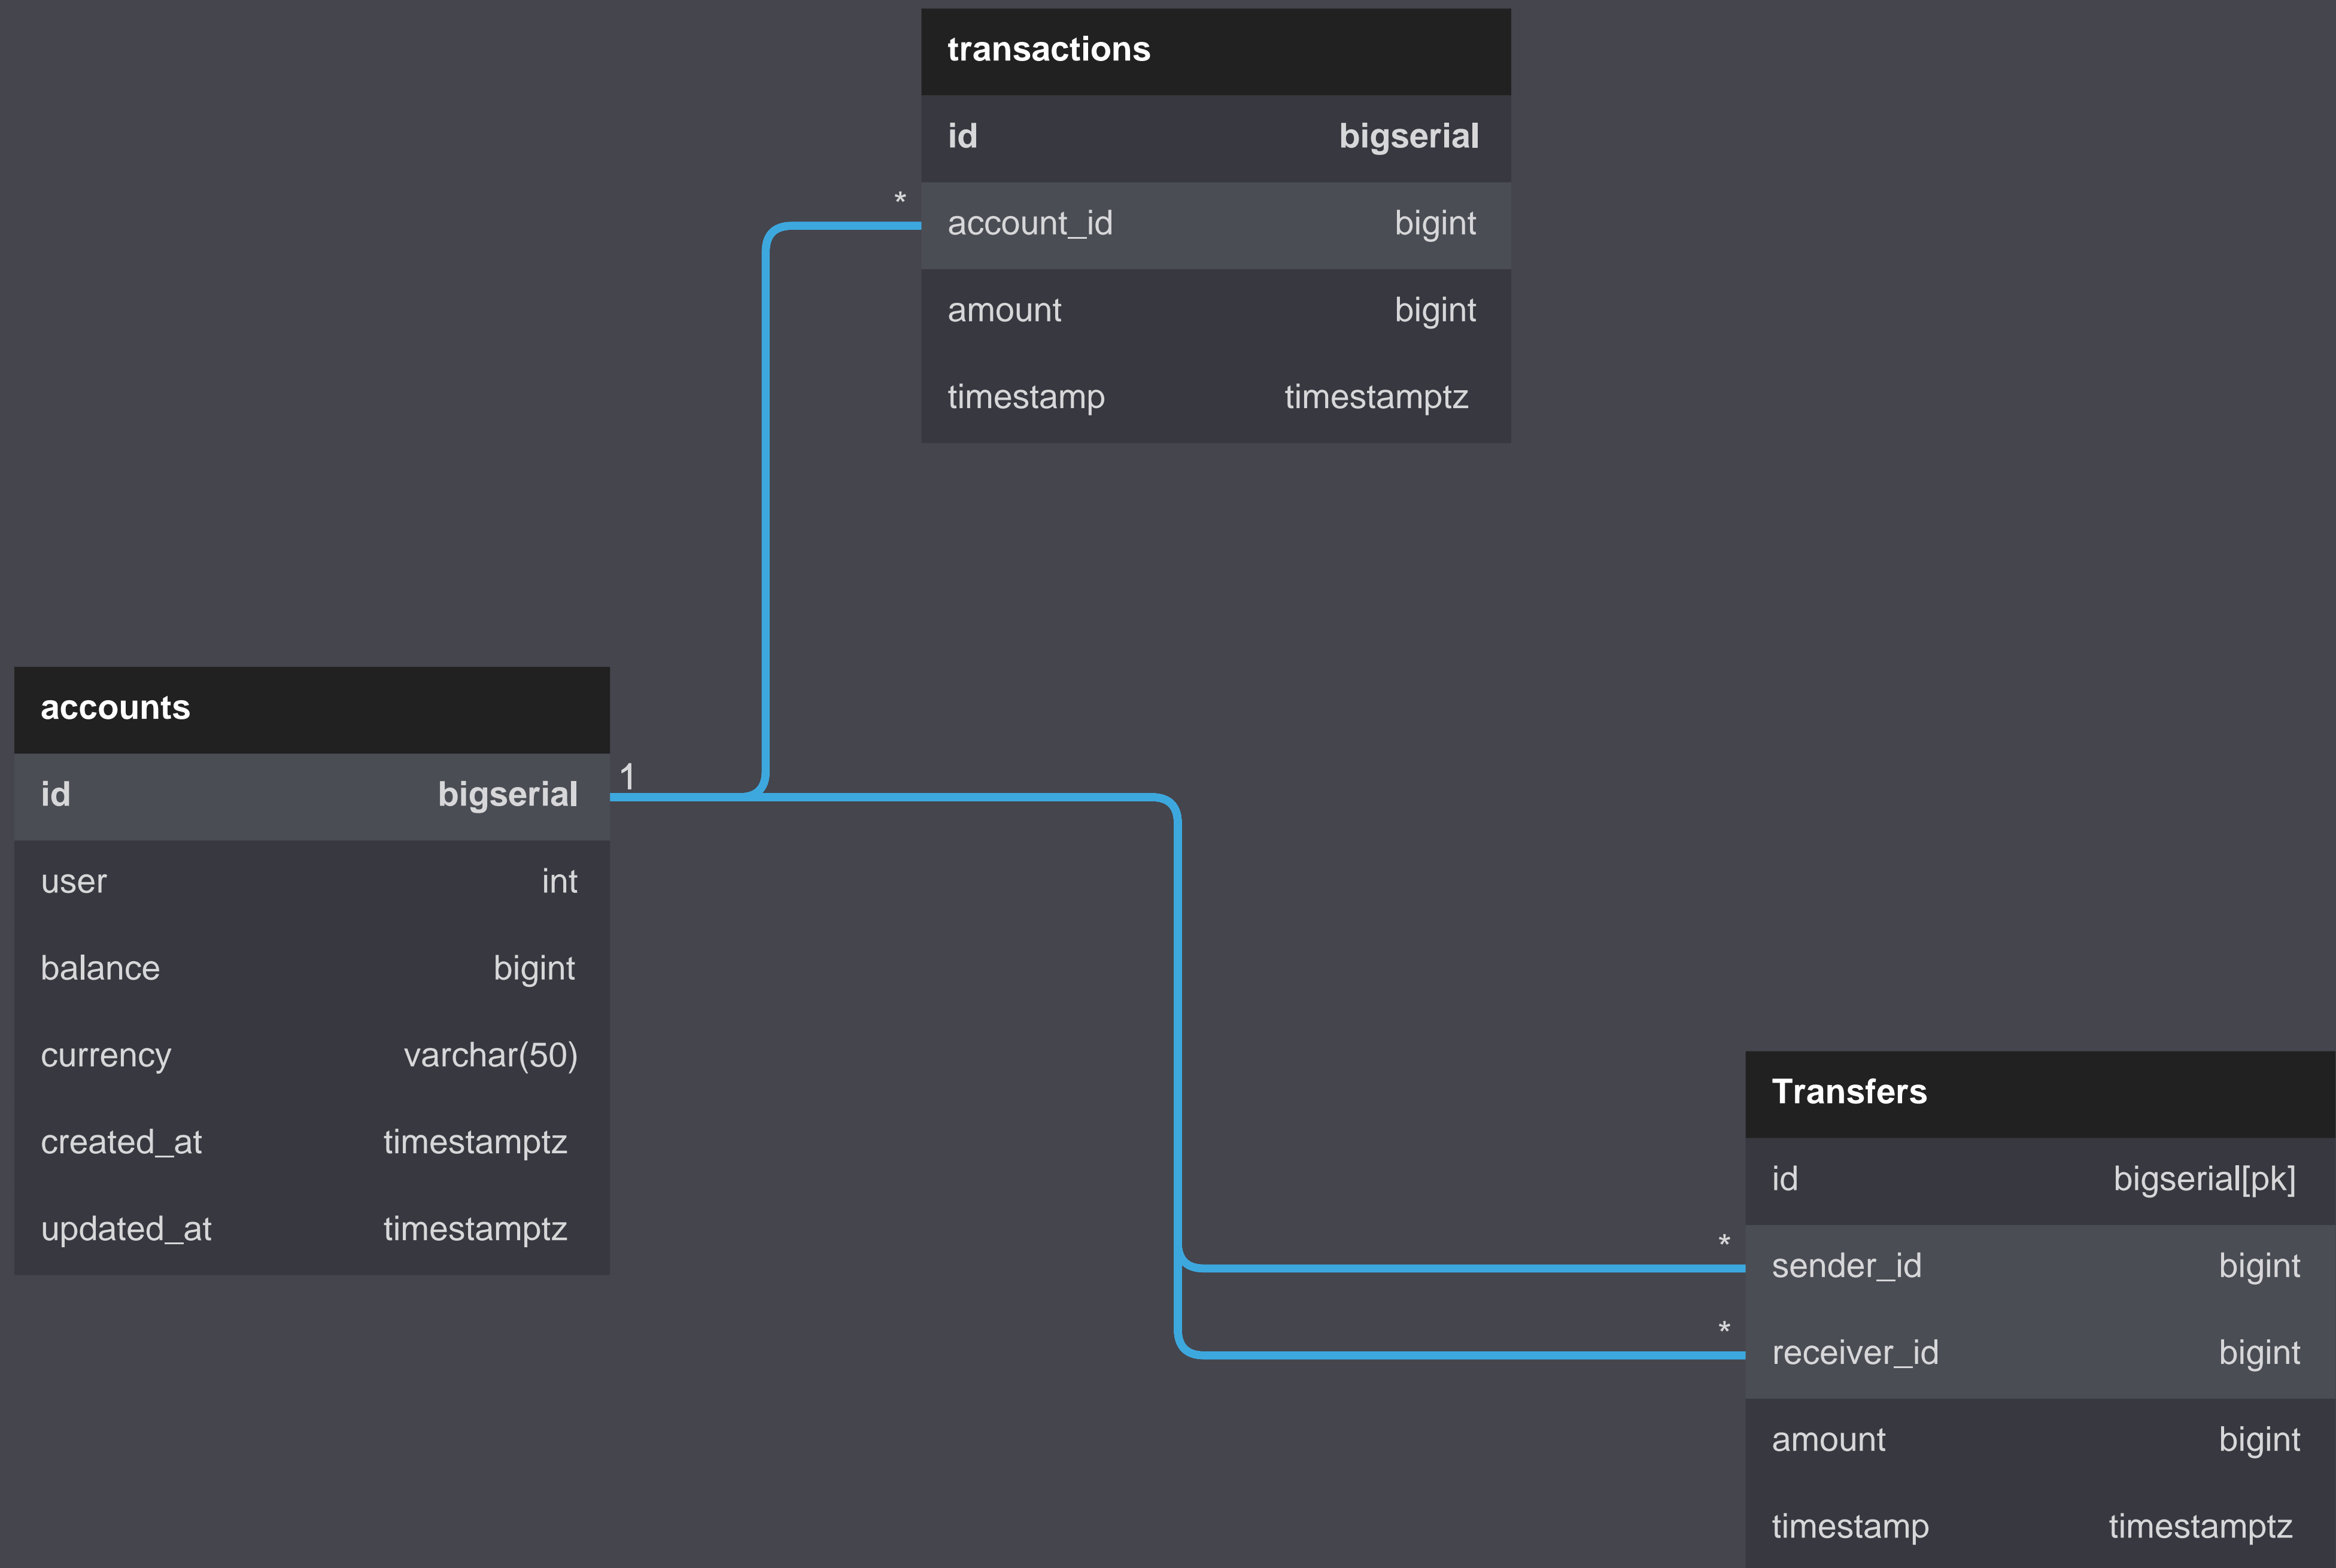 transactions
id bigserial
* account_id bigint
amount bigint
timestamp timestamptz
accounts
id bigserial 1
user int
balance bigint
currency varchar(50)
created_at timestamptz
updated_at timestamptz
Transfers
id bigserial[pk]
* sender_id bigint
* receiver_id bigint
amount bigint
timestamp timestamptz